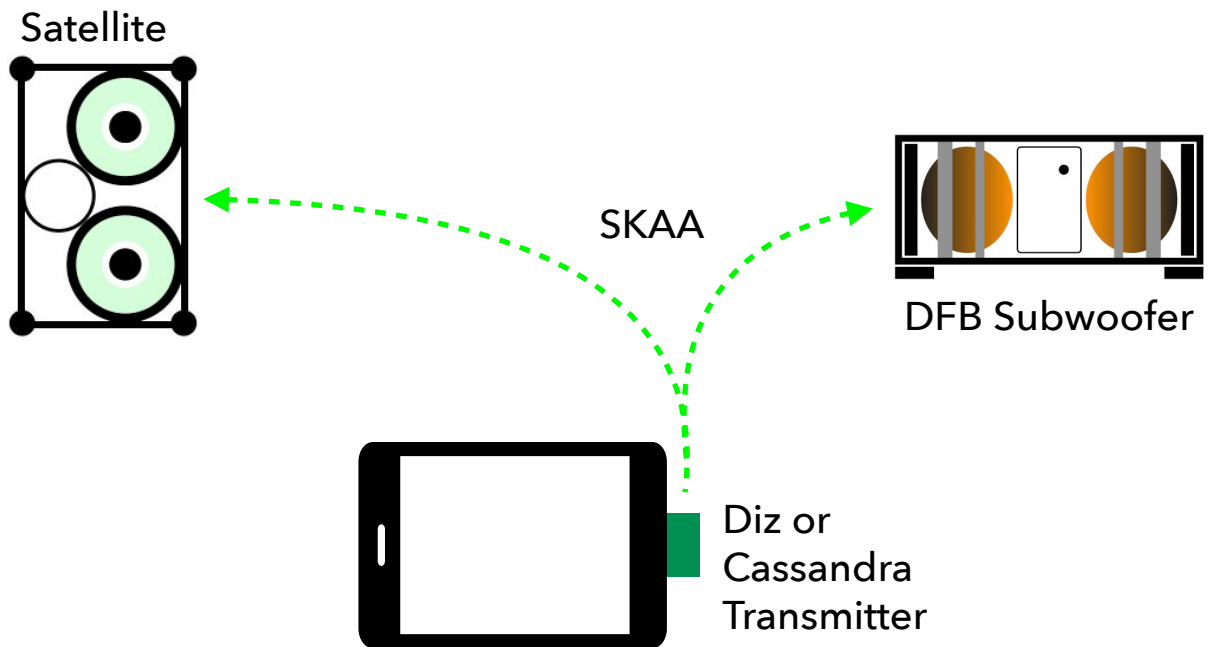 Satellite
SKAA
DFB Subwoofer
Diz or
Cassandra
Transmitter